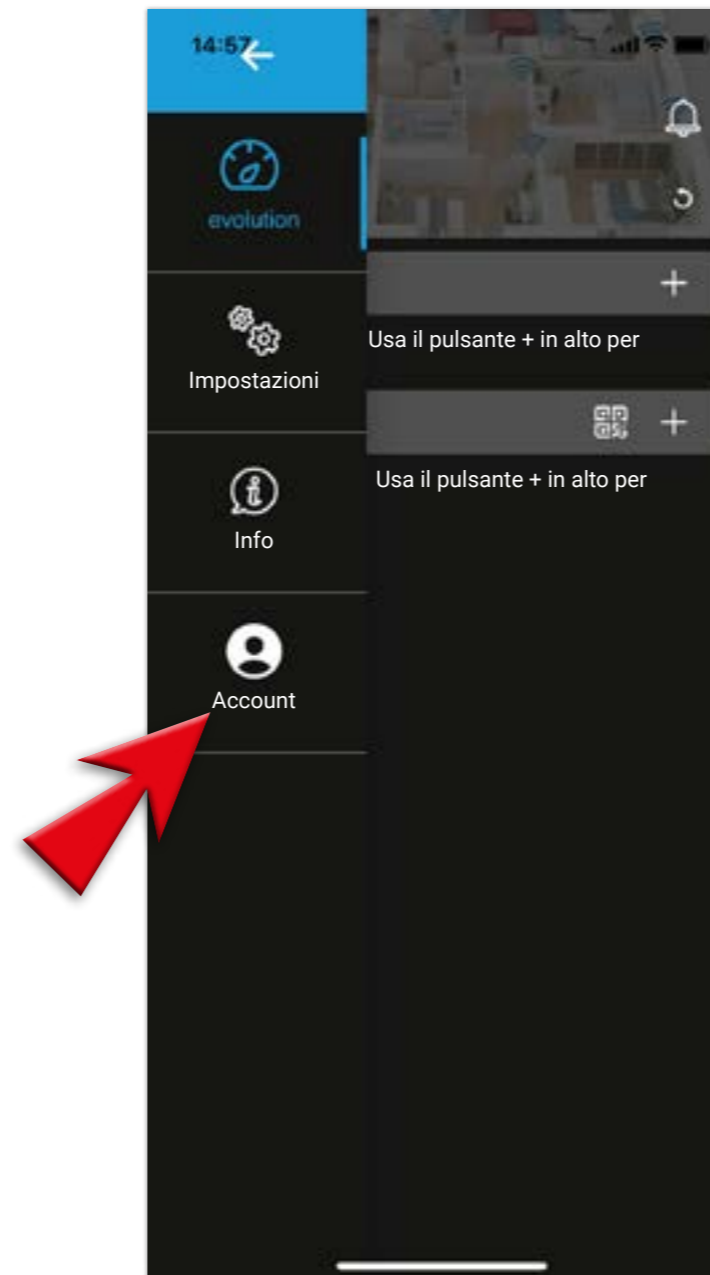 14:57
evolution
Impostazioni
Usa il pulsante + in alto per
Usa il pulsante + in alto per
Info
Account